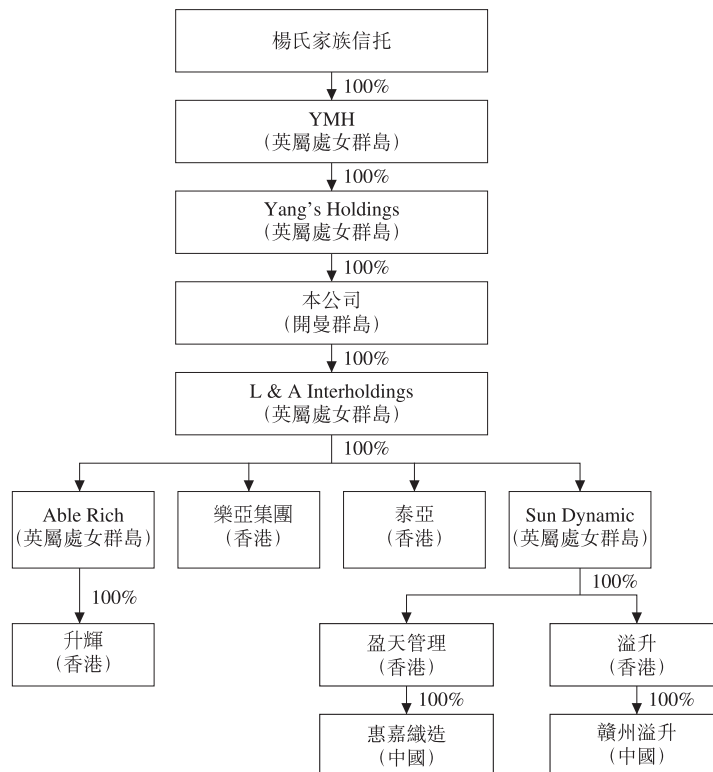 楊氏家族信托
100%
YMH
(英屬處女群島)
100%
Yang's Holdings
(英屬處女群島)
100%
本公司
(開曼群島)
100%
L & A Interholdings
(英屬處女群島)
100%
Able Rich
(英屬處女群島)
樂亞集團
(香港)
泰亞
(香港)
Sun Dynamic
(英屬處女群島)
100%
100%
升輝
(香港)
盈天管理
(香港)
溢升
(香港)
100%
100%
惠嘉織造
(中國)
贛州溢升
(中國)